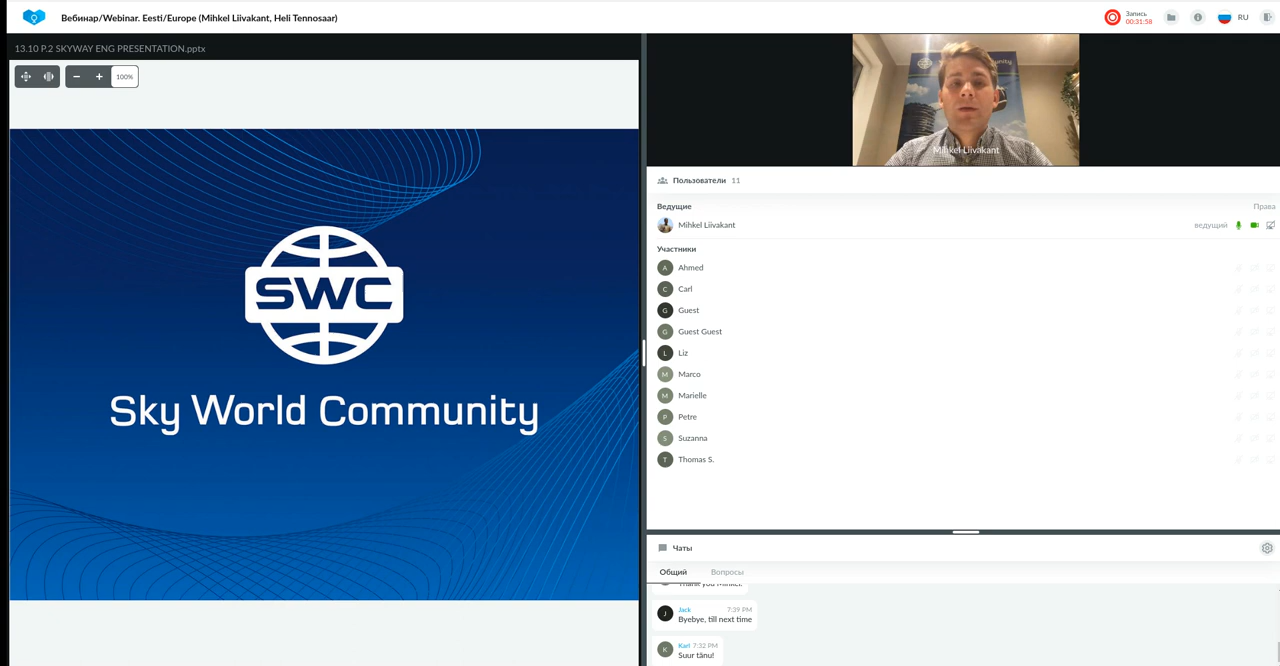 Вебинар/Webinar. Eesti/Europe (Mihkel Liivakant, Heli Tennosaar)
Запись
00:31:58
RU
13.10 P.2 SKYWAY ENG PRESENTATION.pptx
100%
SWC
Sky World Community
Mihkel Liivakant
Пользователи 11
Ведущие
Права
Mihkel Liivakant
ведущий
Участники
A Ahmed
C Carl
G Guest
G Guest Guest
L Liz
M Marco
M Marielle
P Petre
S Suzanna
T Thomas S.
Чаты
Общий
Вопросы
Thank you Mihkel.
J
Jack 7:39 PM
Byebye, till next time
K
Karl 7:32 PM
Suur tänu!